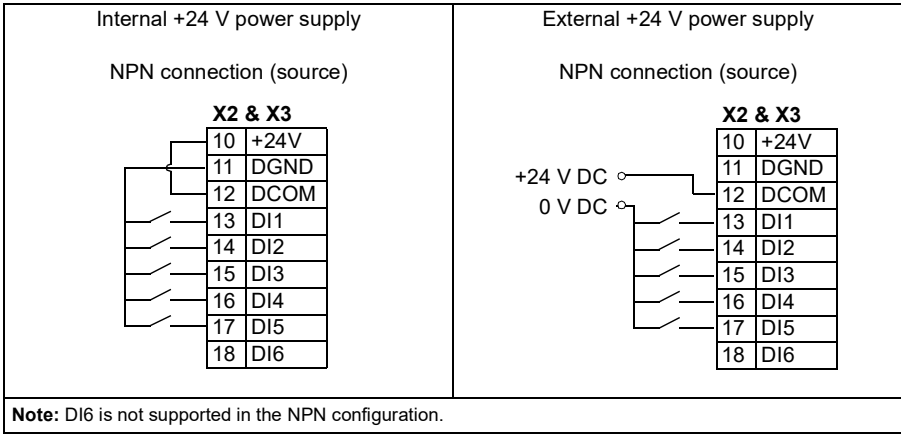 Internal +24 V power supply
NPN connection (source)
X2 & X3
10 +24V
11 DGND
12 DCOM
13 DI1
14 DI2
15 DI3
16 DI4
17 DI5
18 DI6
External +24 V power supply
NPN connection (source)
X2 & X3
10 +24V
11 DGND
+24 V DC
12 DCOM
0 V DC
13 DI1
14 DI2
15 DI3
16 DI4
17 DI5
18 DI6
Note: DI6 is not supported in the NPN configuration.